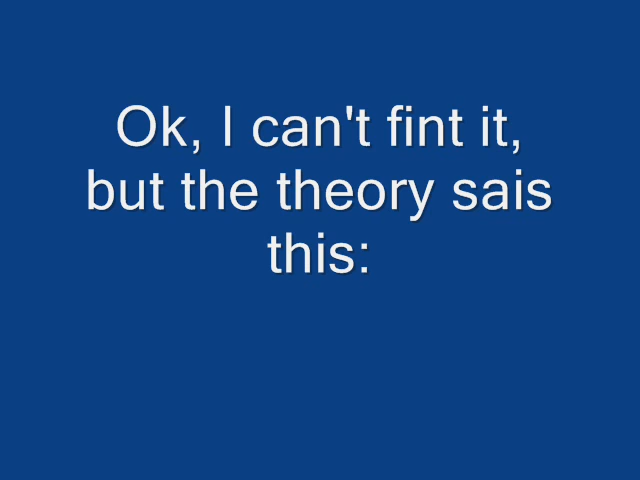 Ok, I can't fint it,
but the theory sais
this: